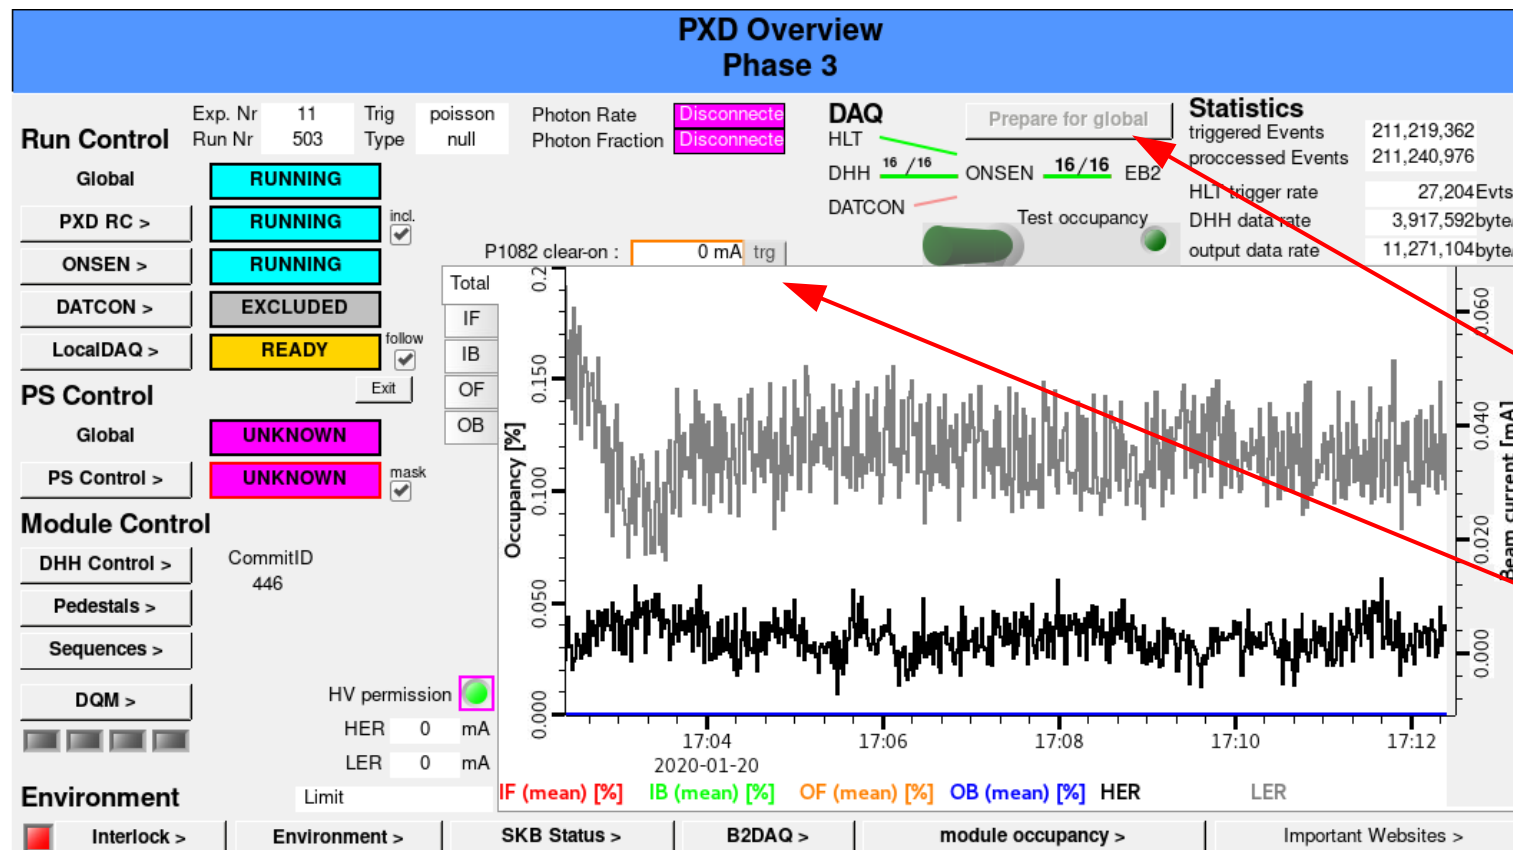 PXD Overview
Phase 3
Run Control
Exp. Nr 11 Trig poisson
Run Nr 503 Type null
Photon Rate Disconnecte
Photon Fraction Disconnecte
Global RUNNING
PXD RC > RUNNING incl.
ONSEN > RUNNING
DATCON > EXCLUDED
LocalDAQ > READY follow
Exit
PS Control
Global UNKNOWN
PS Control > UNKNOWN mask
Module Control
DHH Control >
CommitID
446
Pedestals >
Sequences >
DQM >
HV permission
HER 0 mA
LER 0 mA
Environment
Limit
DAQ
Prepare for global
HLT
DHH 16 / 16 ONSEN 16/16 EB2
DATCON
Test occupancy
P1082 clear-on : 0 mA trg
Statistics
triggered Events 211,219,362
proccessed Events 211,240,976
HLT trigger rate 27,204 Evts
DHH data rate 3,917,592 byte/
output data rate 11,271,104 byte/
Total
IF
IB
OF
OB
Occupancy [%]
0.2
0.150
0.100
0.050
0.000
0.060
0.040
0.020
0.000
Beam current [mA]
17:04 17:06 17:08 17:10 17:12
2020-01-20
IF (mean) [%] IB (mean) [%] OF (mean) [%] OB (mean) [%] HER LER
Interlock > Environment > SKB Status > B2DAQ > module occupancy > Important Websites >